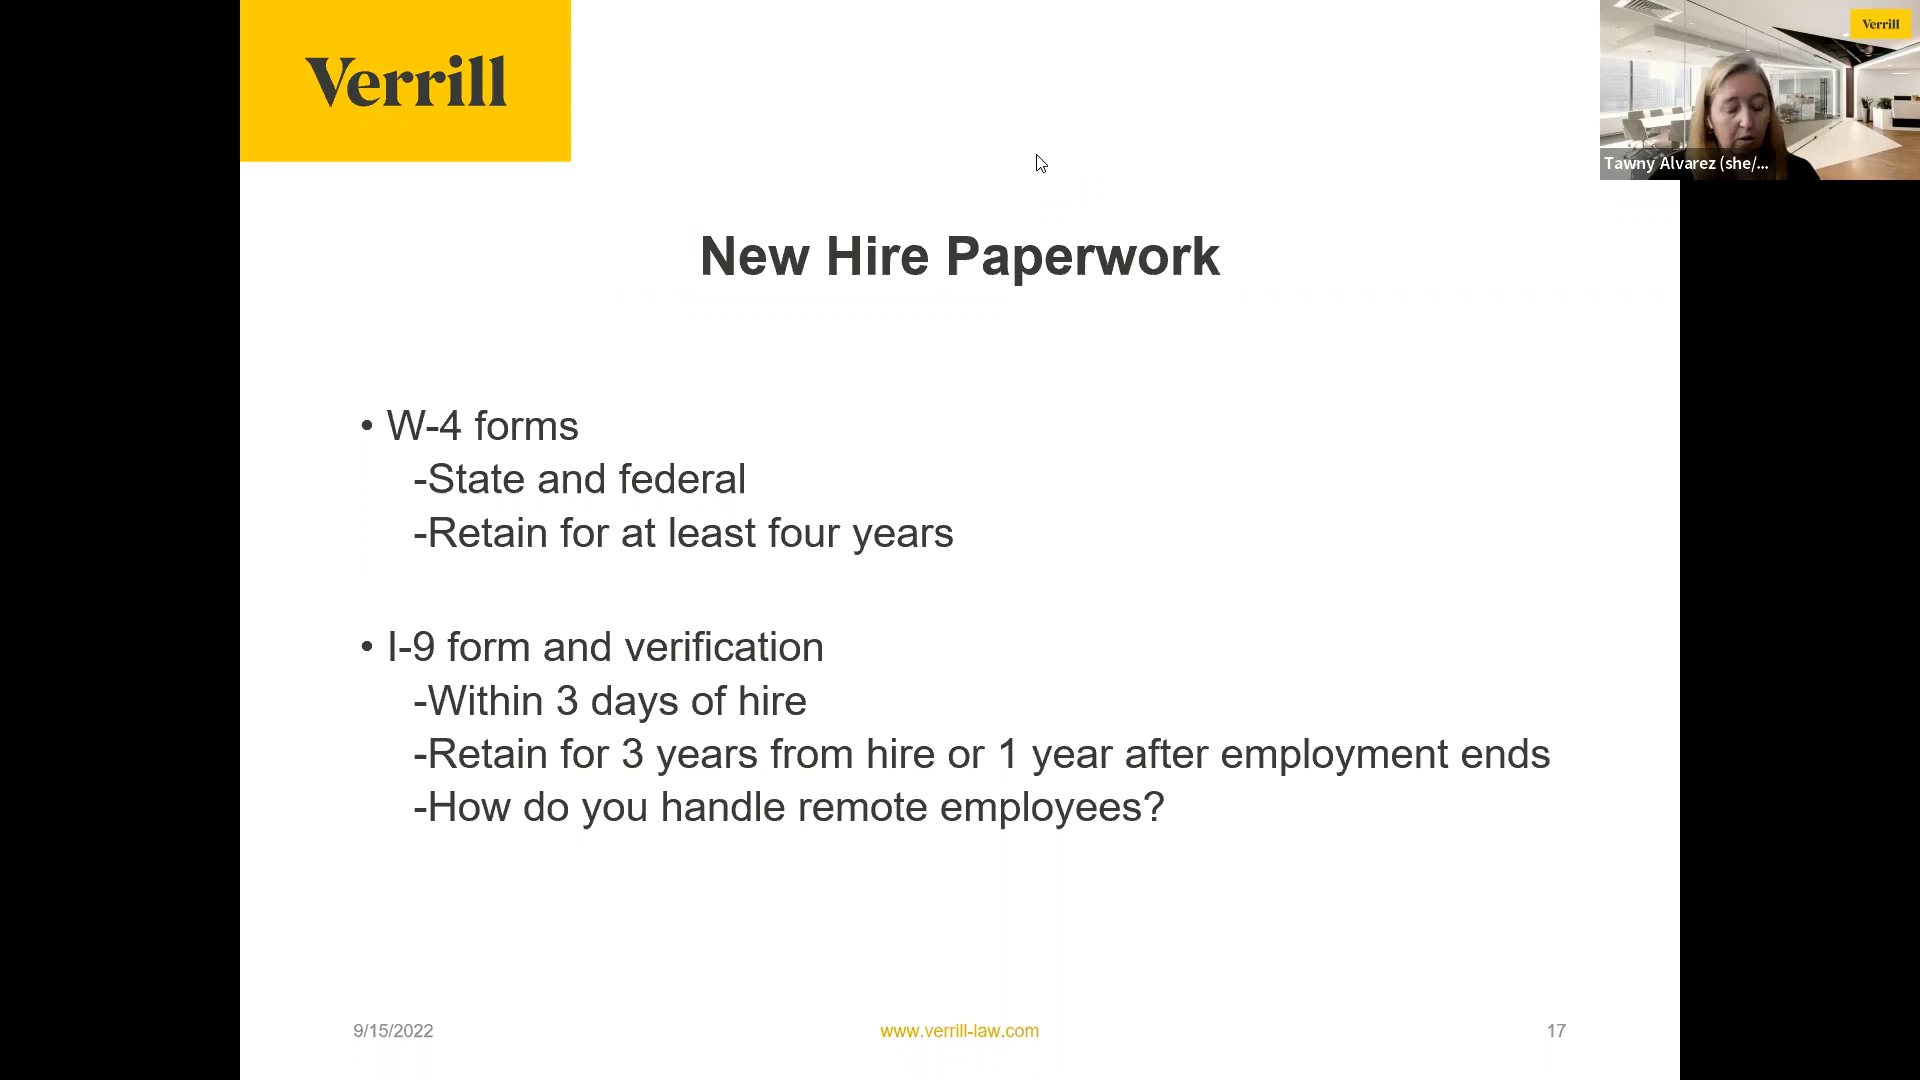 Verrill
Verrill
Tawny Alvarez (she/...
New Hire Paperwork
• W-4 forms
-State and federal
-Retain for at least four years
• I-9 form and verification
-Within 3 days of hire
-Retain for 3 years from hire or 1 year after employment ends
-How do you handle remote employees?
9/15/2022
www.verrill-law.com
17